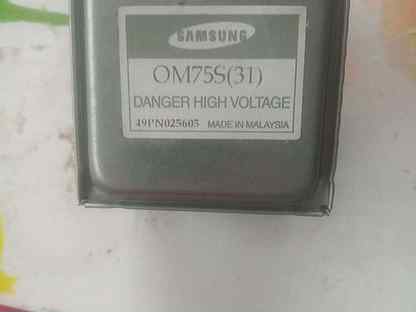 SAMSUNG
OM75S(31)
DANGER HIGH VOLTAGE
49PN025605 MADE IN MALAYSIA